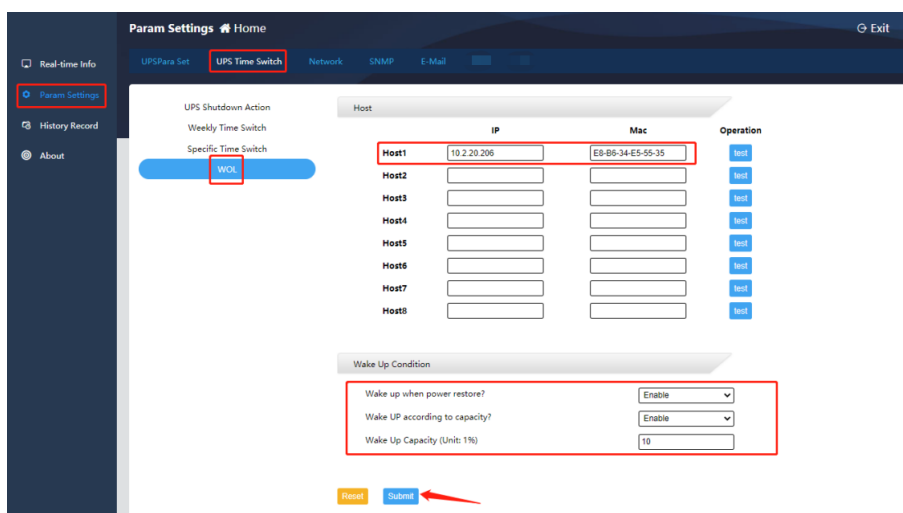 Param Settings Home
Exit
Real-time Info
Param Settings
History Record
About
UPSPara Set UPS Time Switch Network SNMP E-Mail
UPS Shutdown Action
Weekly Time Switch
Specific Time Switch
WOL
Host
IP Mac Operation
Host1 10.2.20.206 E8-B6-34-E5-55-35 test
Host2 test
Host3 test
Host4 test
Host5 test
Host6 test
Host7 test
Host8 test
Wake Up Condition
Wake up when power restore? Enable
Wake UP according to capacity? Enable
Wake Up Capacity (Unit: 1%) 10
Reset Submit